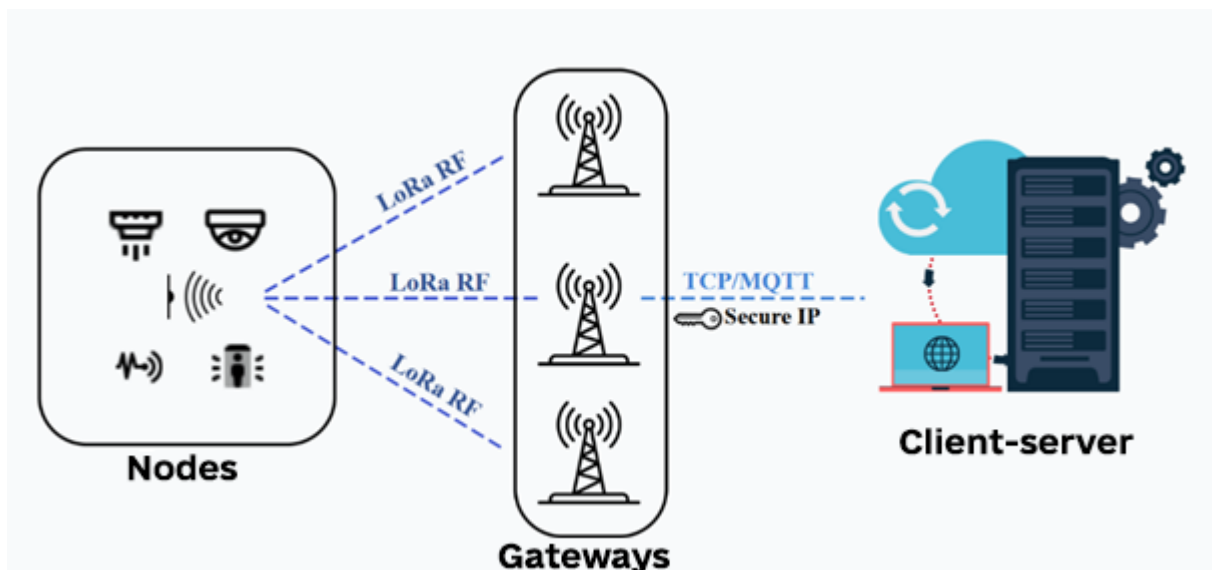 LoRa RF
LoRa RF
LoRa RF
TCP/MQTT
Secure IP
Nodes
Gateways
Client-server